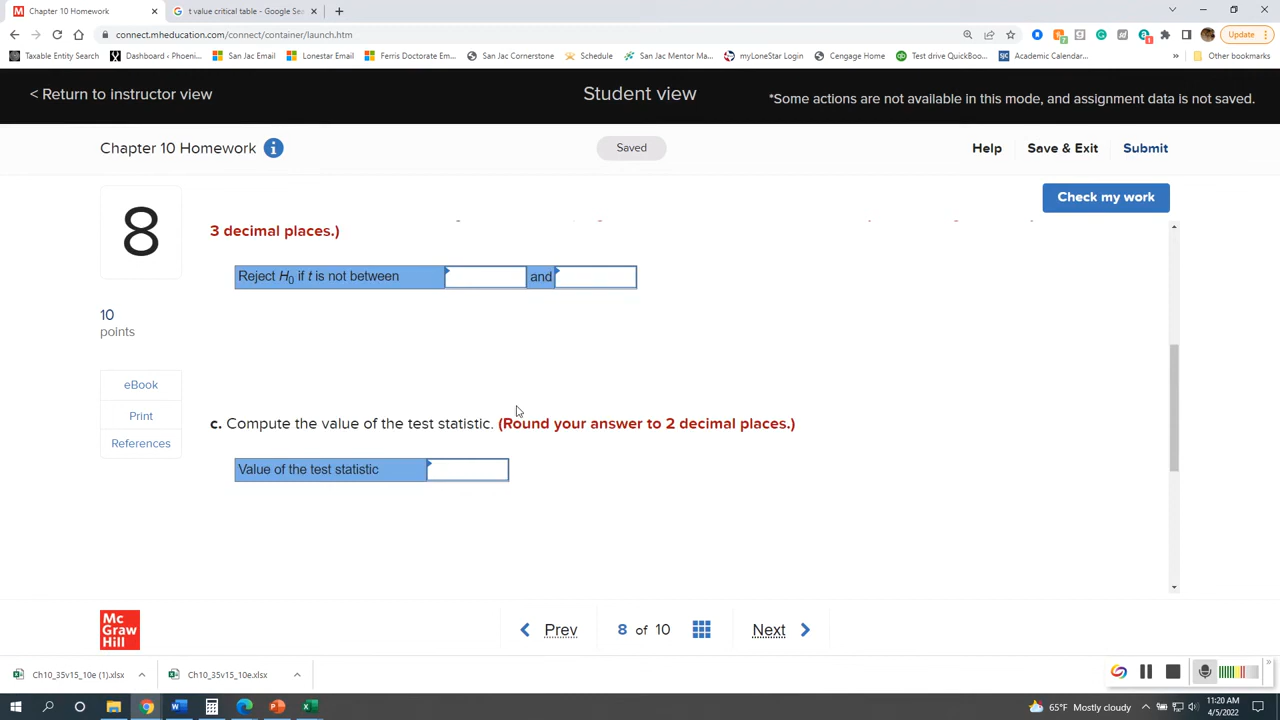 Chapter 10 Homework
t value critical table - Google Sea
connect.mheducation.com/connect/container/launch.htm
Update
Taxable Entity Search
Dashboard ‹ Phoeni...
San Jac Email
Lonestar Email
Ferris Doctorate Em...
San Jac Cornerstone
Schedule
San Jac Mentor Ma...
myLoneStar Login
Cengage Home
Test drive QuickBoo...
Academic Calendar...
»
Other bookmarks
< Return to instructor view
Student view
*Some actions are not available in this mode, and assignment data is not saved.
Chapter 10 Homework
Saved
Help
Save & Exit
Submit
Check my work
8
10
points
eBook
Print
References
3 decimal places.)
Reject H0 if t is not between
and
c. Compute the value of the test statistic. (Round your answer to 2 decimal places.)
Value of the test statistic
Mc
Graw
Hill
Prev
8 of 10
Next
Ch10_35v15_10e (1).xlsx
Ch10_35v15_10e.xlsx
65°F Mostly cloudy
11:20 AM
4/5/2022